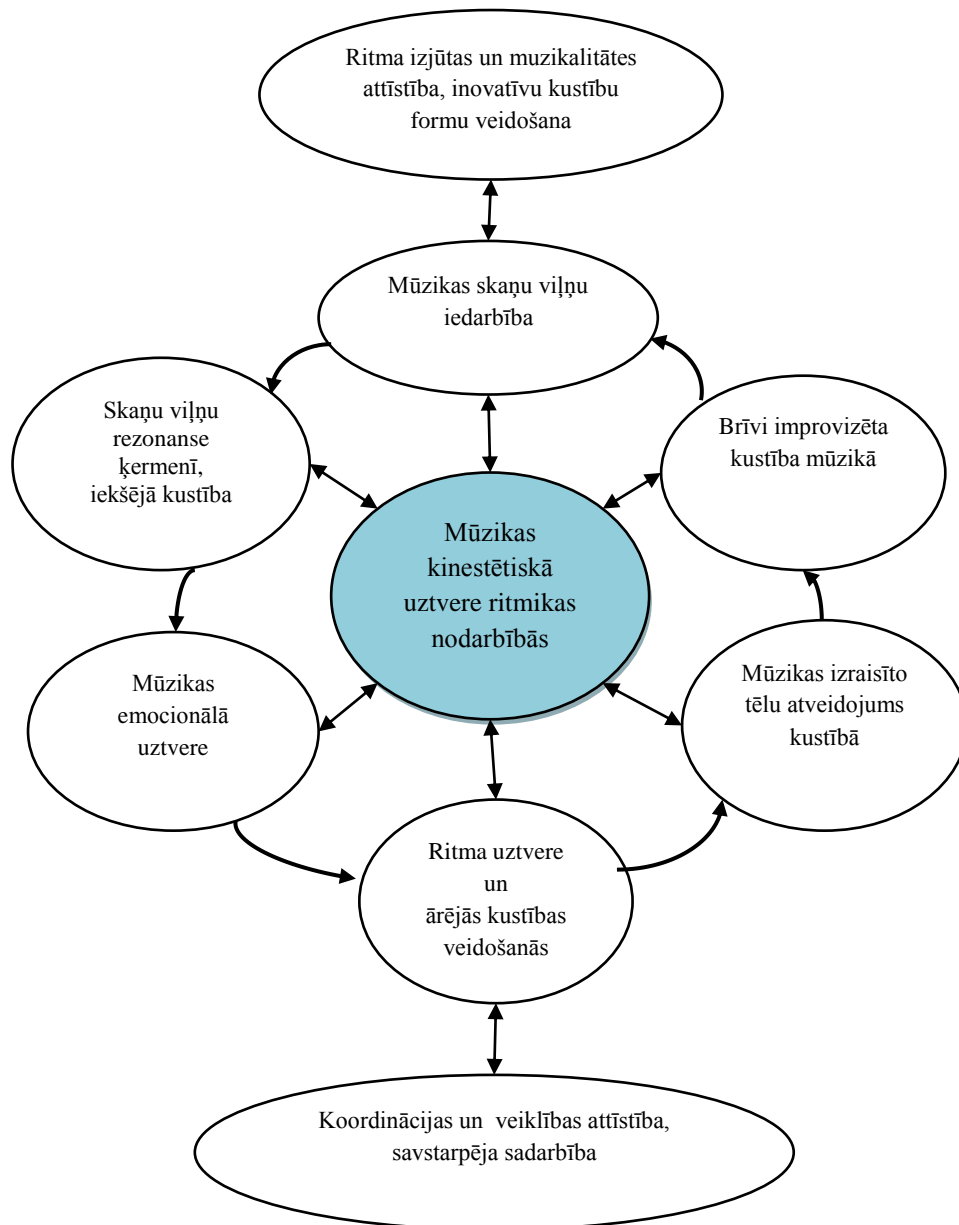 Ritma izjūtas un muzikalitātes
attīstība, inovatīvu kustību
formu veidošana
Mūzikas skaņu viļņu
iedarbība
Skaņu viļņu
rezonanse
ķermenī,
iekšējā kustība
Brīvi improvizēta
kustība mūzikā
Mūzikas
kinestētiskā
uztvere ritmikas
nodarbībās
Mūzikas
emocionālā
uztvere
Mūzikas izraisīto
tēlu atveidojums
kustībā
Ritma uztvere
un
ārējās kustības
veidošanās
Koordinācijas un  veiklības attīstība,
savstarpēja sadarbība